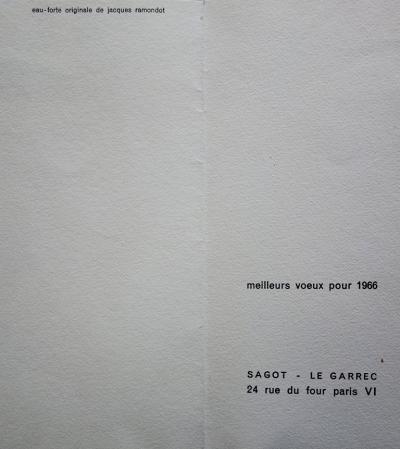 eau-forte originale de jacques ramondot
meilleurs voeux pour 1966
SAGOT - LE GARREC
24 rue du four paris VI